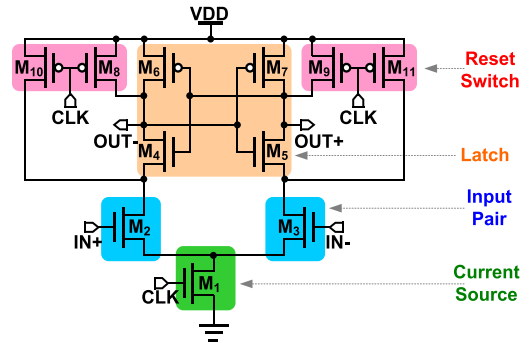 VDD
M10 M8 M6 M7 M9 M11
Reset
Switch
CLK CLK
OUT- OUT+
M4 M5
Latch
Input
Pair
M2 M3
IN+ IN-
Current
Source
CLK M1